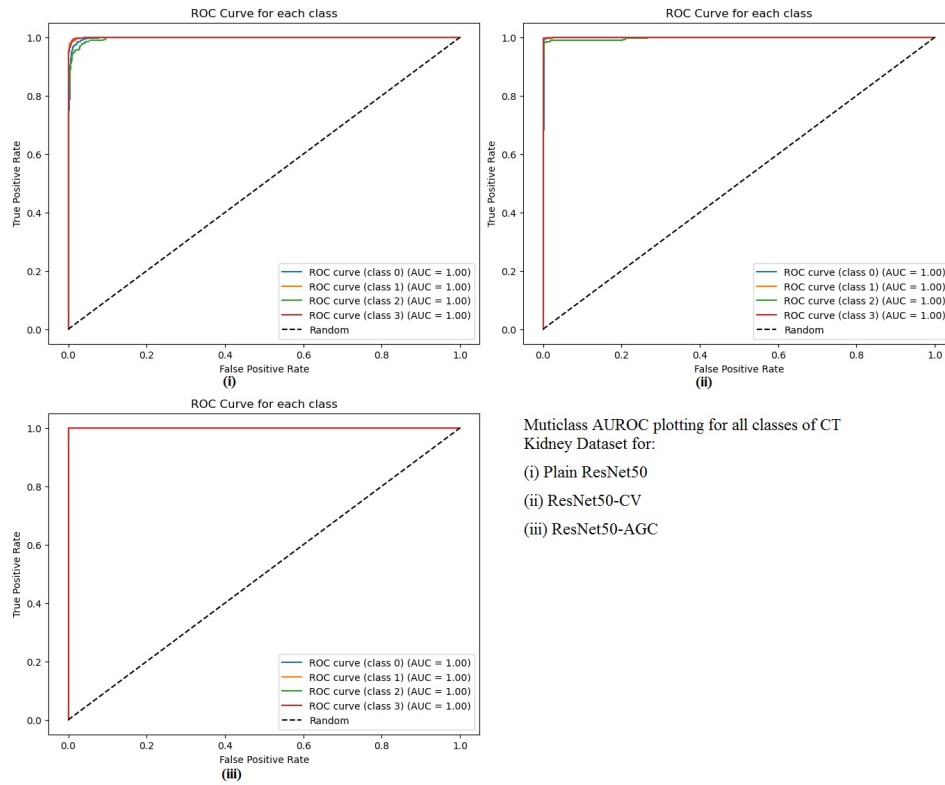 ROC Curve for each class
True Positive Rate
1.0
0.8
0.6
0.4
0.2
0.0
ROC curve (class 0) (AUC = 1.00)
ROC curve (class 1) (AUC = 1.00)
ROC curve (class 2) (AUC = 1.00)
ROC curve (class 3) (AUC = 1.00)
Random
0.0 0.2 0.4 0.6 0.8 1.0
False Positive Rate
(i)
ROC Curve for each class
True Positive Rate
1.0
0.8
0.6
0.4
0.2
0.0
ROC curve (class 0) (AUC = 1.00)
ROC curve (class 1) (AUC = 1.00)
ROC curve (class 2) (AUC = 1.00)
ROC curve (class 3) (AUC = 1.00)
Random
0.0 0.2 0.4 0.6 0.8 1.0
False Positive Rate
(ii)
ROC Curve for each class
True Positive Rate
1.0
0.8
0.6
0.4
0.2
0.0
ROC curve (class 0) (AUC = 1.00)
ROC curve (class 1) (AUC = 1.00)
ROC curve (class 2) (AUC = 1.00)
ROC curve (class 3) (AUC = 1.00)
Random
0.0 0.2 0.4 0.6 0.8 1.0
False Positive Rate
(iii)
Muticlass AUROC plotting for all classes of CT
Kidney Dataset for:
(i) Plain ResNet50
(ii) ResNet50-CV
(iii) ResNet50-AGC